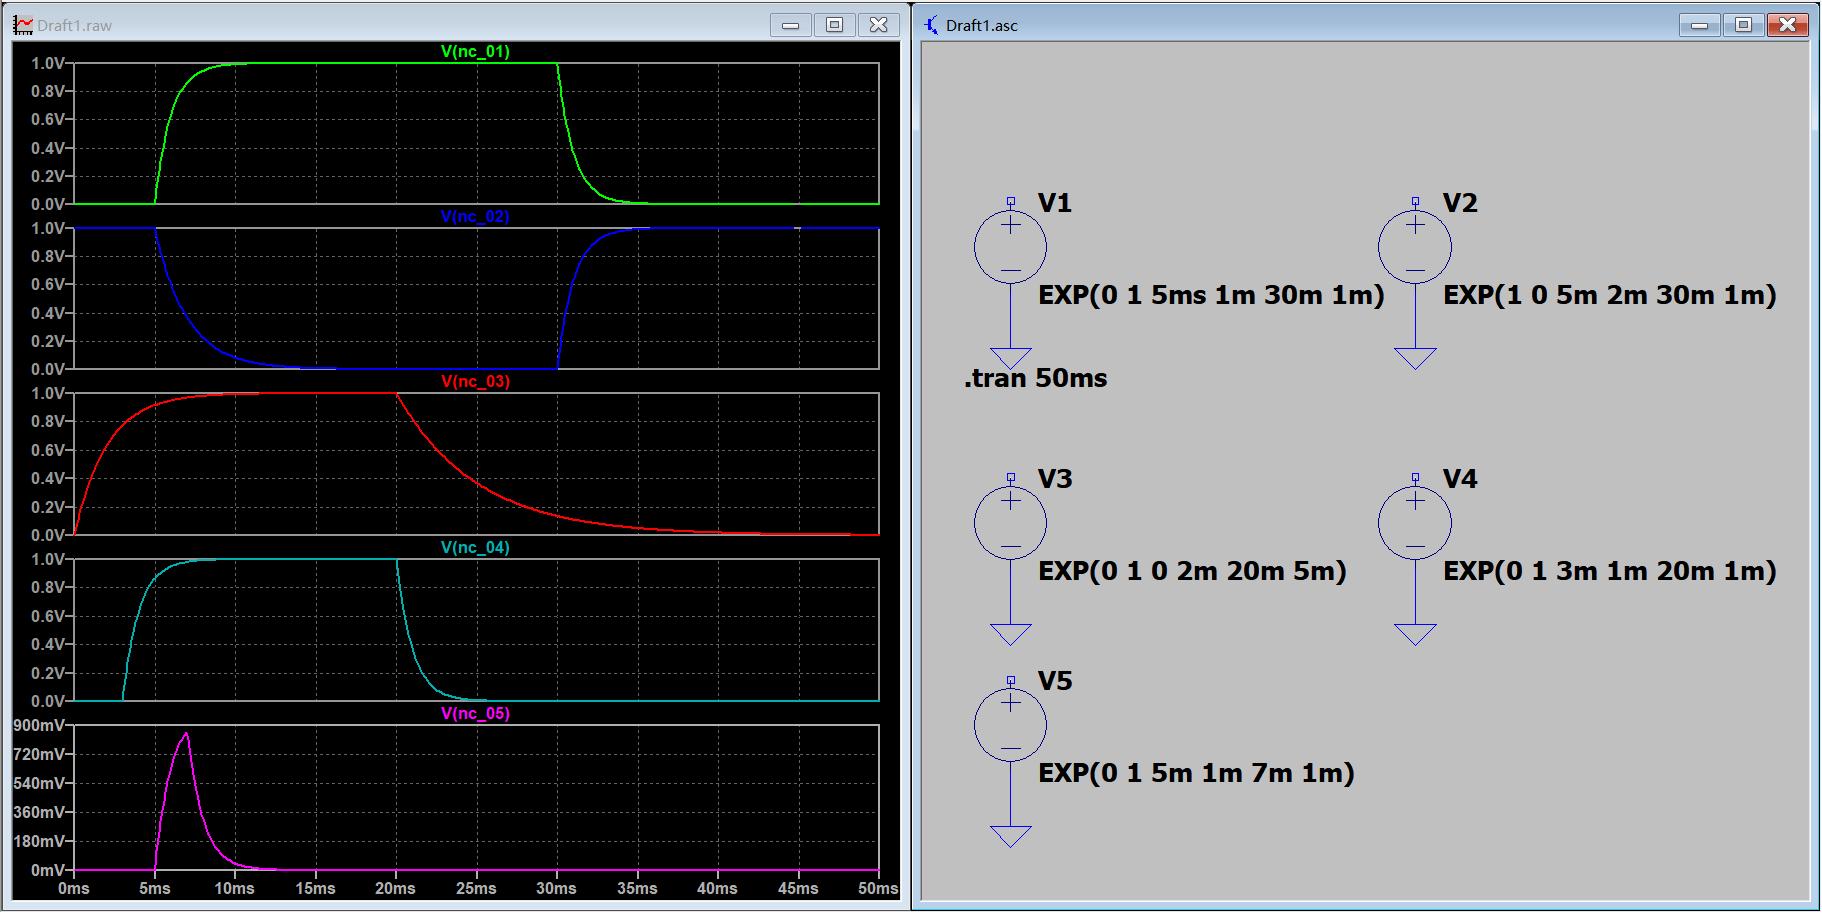 Draft1.raw
V(nc_01)
1.0V
0.8V
0.6V
0.4V
0.2V
0.0V
V(nc_02)
1.0V
0.8V
0.6V
0.4V
0.2V
0.0V
V(nc_03)
1.0V
0.8V
0.6V
0.4V
0.2V
0.0V
V(nc_04)
1.0V
0.8V
0.6V
0.4V
0.2V
0.0V
V(nc_05)
900mV
720mV
540mV
360mV
180mV
0mV
0ms 5ms 10ms 15ms 20ms 25ms 30ms 35ms 40ms 45ms 50ms
Draft1.asc
V1
EXP(0 1 5ms 1m 30m 1m)
V2
EXP(1 0 5m 2m 30m 1m)
.tran 50ms
V3
EXP(0 1 0 2m 20m 5m)
V4
EXP(0 1 3m 1m 20m 1m)
V5
EXP(0 1 5m 1m 7m 1m)